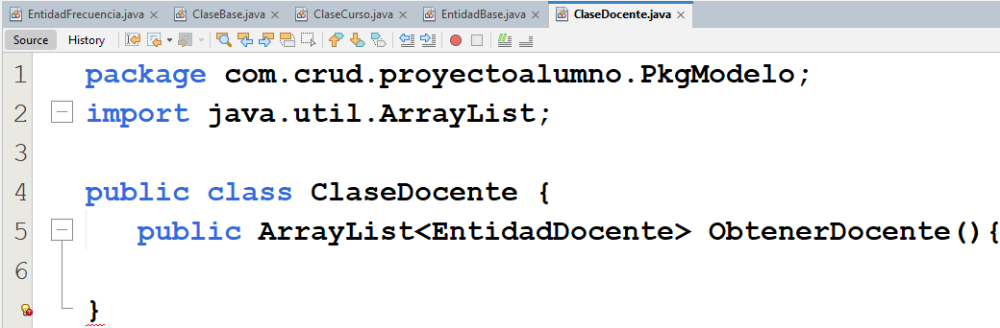 EntidadFrecuencia.java ClaseBase.java ClaseCurso.java EntidadBase.java ClaseDocente.java
Source History
1 package com.crud.proyectoalumno.PkgModelo;
2 import java.util.ArrayList;
3
4 public class ClaseDocente {
5 public ArrayList<EntidadDocente> ObtenerDocente(){
6
}